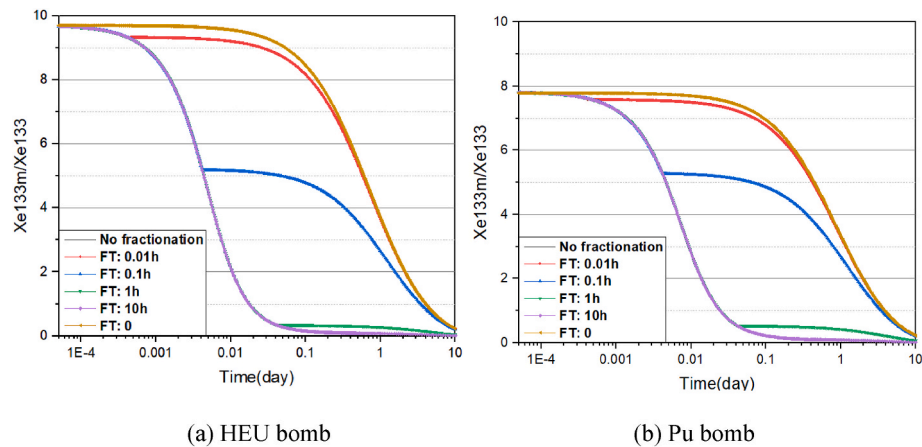 10
8
6
4
2
0
Xe133m/Xe133
No fractionation
FT: 0.01h
FT: 0.1h
FT: 1h
FT: 10h
FT: 0
1E-4 0.001 0.01 0.1 1 10
Time(day)
(a) HEU bomb
10
8
6
4
2
0
Xe133m/Xe133
No fractionation
FT: 0.01h
FT: 0.1h
FT: 1h
FT: 10h
FT: 0
1E-4 0.001 0.01 0.1 1 10
Time(day)
(b) Pu bomb